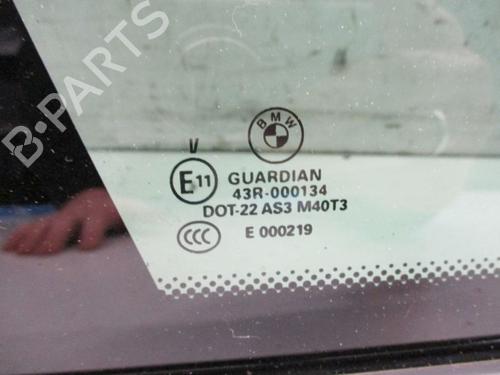 B-PARTS
BMW
V
E11 GUARDIAN
43R-000134
DOT-22 AS3 M40T3
CCC E 000219